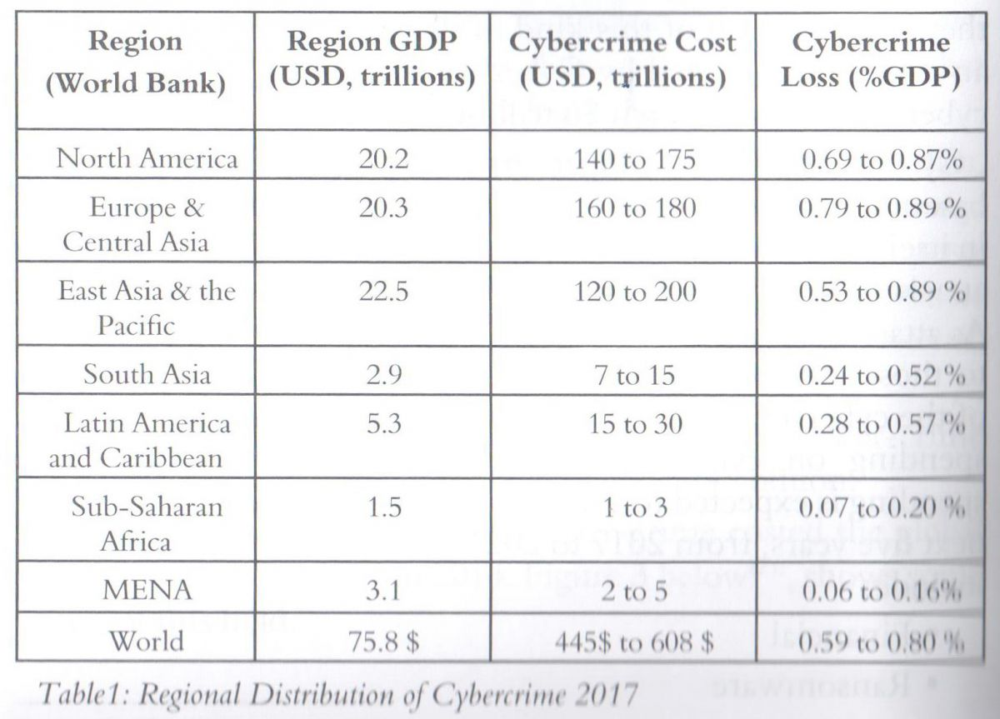 Region (World Bank) Region GDP (USD, trillions) Cybercrime Cost (USD, trillions) Cybercrime Loss (%GDP)
North America 20.2 140 to 175 0.69 to 0.87%
Europe & Central Asia 20.3 160 to 180 0.79 to 0.89 %
East Asia & the Pacific 22.5 120 to 200 0.53 to 0.89 %
South Asia 2.9 7 to 15 0.24 to 0.52 %
Latin America and Caribbean 5.3 15 to 30 0.28 to 0.57 %
Sub-Saharan Africa 1.5 1 to 3 0.07 to 0.20 %
MENA 3.1 2 to 5 0.06 to 0.16%
World 75.8 $ 445$ to 608 $ 0.59 to 0.80 %
Table1: Regional Distribution of Cybercrime 2017